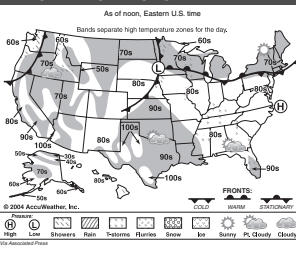 As of noon, Eastern U.S. time
Bands separate high temperature zones for the day.
60s
60s
70s
60s
70s
50s
70s
70s
80s
70s
80s
80s
90s
80s
80s
90s
100s
90s
90s
100s
50s
40s
30s
70s
60s
50s
80s
80s
100s
90s
L
H
© 2004 AccuWeather, Inc.
FRONTS:
COLD WARM STATIONARY
Pressure:
H L
High Low Showers Rain T-storms Flurries Snow Ice Sunny Pt. Cloudy Cloudy
Via Associated Press